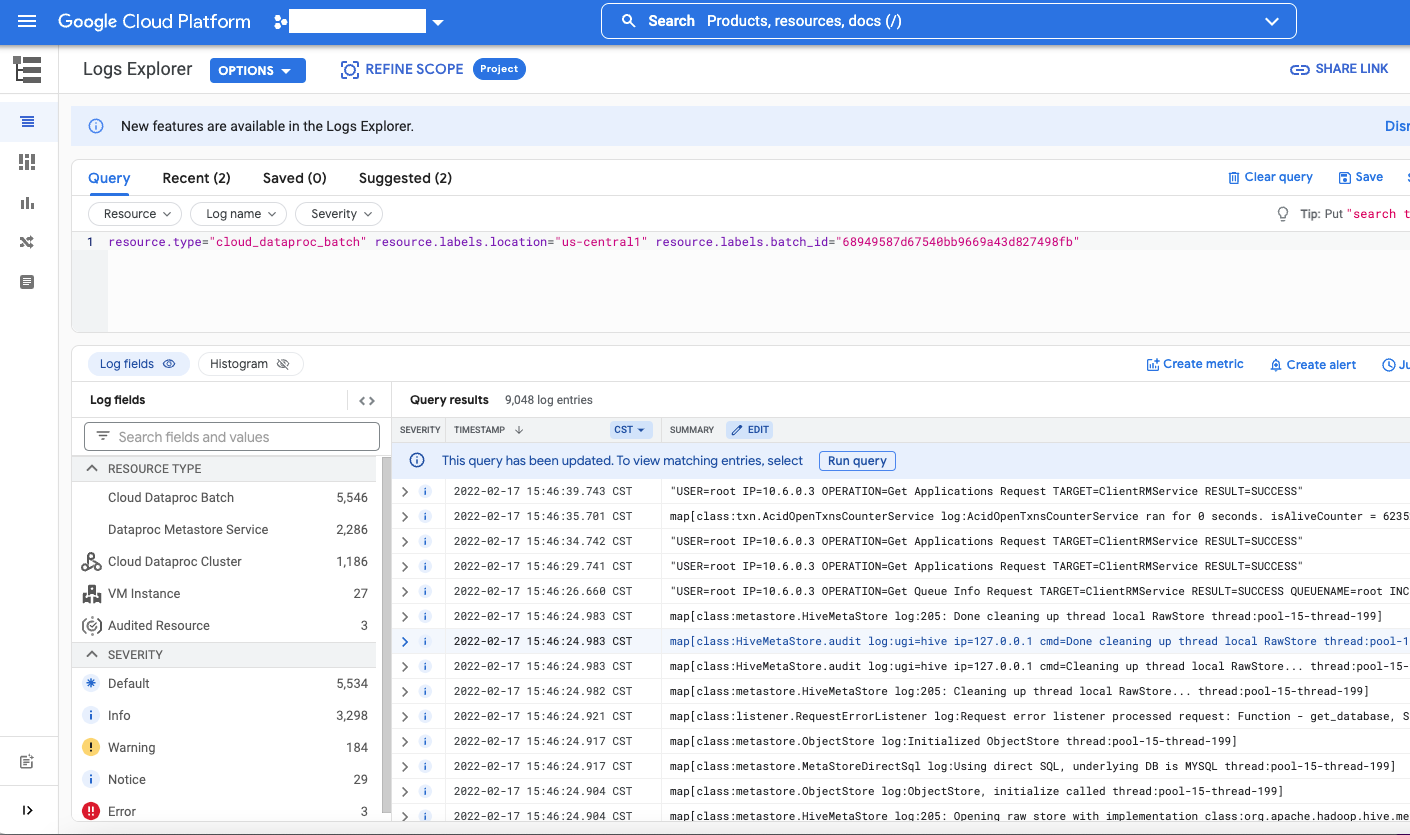 Google Cloud Platform
Search Products, resources, docs (/)
Logs Explorer OPTIONS REFINE SCOPE Project SHARE LINK
New features are available in the Logs Explorer.
Query Recent (2) Saved (0) Suggested (2) Clear query Save
Resource Log name Severity Tip: Put "search t
1 resource.type="cloud_dataproc_batch" resource.labels.location="us-central1" resource.labels.batch_id="68949587d67540bb9669a43d827498fb"
Log fields Histogram Create metric Create alert Ju
Log fields < > Query results 9,048 log entries
Search fields and values
SEVERITY TIMESTAMP CST SUMMARY EDIT
This query has been updated. To view matching entries, select Run query
RESOURCE TYPE
Cloud Dataproc Batch 5,546
Dataproc Metastore Service 2,286
Cloud Dataproc Cluster 1,186
VM Instance 27
Audited Resource 3
SEVERITY
Default 5,534
Info 3,298
Warning 184
Notice 29
Error 3
2022-02-17 15:46:39.743 CST "USER=root IP=10.6.0.3 OPERATION=Get Applications Request TARGET=ClientRMService RESULT=SUCCESS"
2022-02-17 15:46:35.701 CST map[class:txn.AcidOpenTxnsCounterService log:AcidOpenTxnsCounterService ran for 0 seconds. isAliveCounter = 6235
2022-02-17 15:46:34.742 CST "USER=root IP=10.6.0.3 OPERATION=Get Applications Request TARGET=ClientRMService RESULT=SUCCESS"
2022-02-17 15:46:29.741 CST "USER=root IP=10.6.0.3 OPERATION=Get Applications Request TARGET=ClientRMService RESULT=SUCCESS"
2022-02-17 15:46:26.660 CST "USER=root IP=10.6.0.3 OPERATION=Get Queue Info Request TARGET=ClientRMService RESULT=SUCCESS QUEUENAME=root INC
2022-02-17 15:46:24.983 CST map[class:metastore.HiveMetaStore log:205: Done cleaning up thread local RawStore thread:pool-15-thread-199]
2022-02-17 15:46:24.983 CST map[class:HiveMetaStore.audit log:ugi=hive ip=127.0.0.1 cmd=Done cleaning up thread local RawStore thread:pool-1
2022-02-17 15:46:24.983 CST map[class:HiveMetaStore.audit log:ugi=hive ip=127.0.0.1 cmd=Cleaning up thread local RawStore... thread:pool-15-
2022-02-17 15:46:24.982 CST map[class:metastore.HiveMetaStore log:205: Cleaning up thread local RawStore... thread:pool-15-thread-199]
2022-02-17 15:46:24.921 CST map[class:listener.RequestErrorListener log:Request error listener processed request: Function - get_database, S
2022-02-17 15:46:24.917 CST map[class:metastore.ObjectStore log:Initialized ObjectStore thread:pool-15-thread-199]
2022-02-17 15:46:24.917 CST map[class:metastore.MetaStoreDirectSql log:Using direct SQL, underlying DB is MYSQL thread:pool-15-thread-199]
2022-02-17 15:46:24.904 CST map[class:metastore.ObjectStore log:ObjectStore, initialize called thread:pool-15-thread-199]
2022-02-17 15:46:24.904 CST map[class:metastore.HiveMetaStore log:205: Opening raw store with implementation class:org.apache.hadoop.hive.me